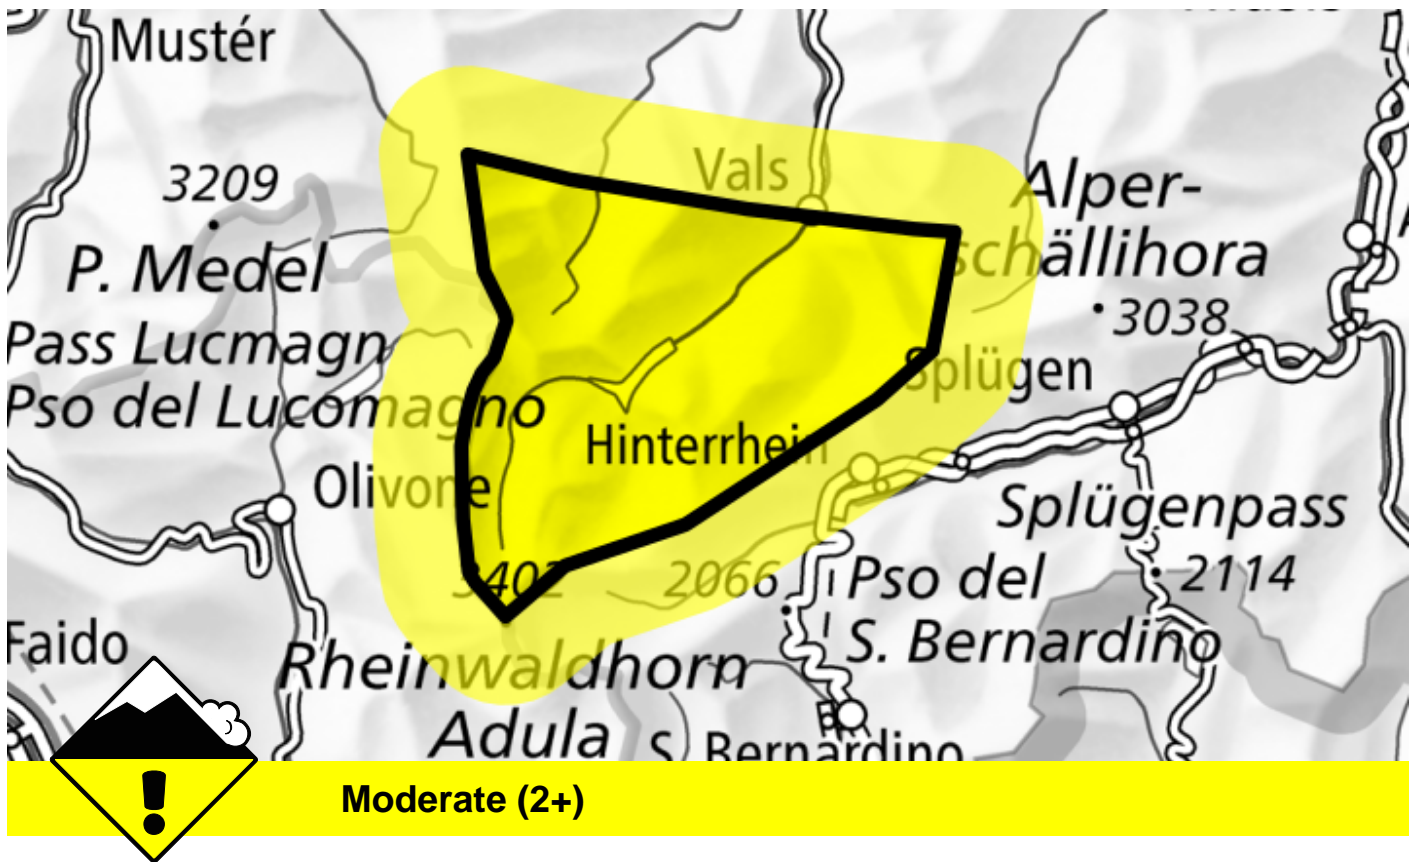 Mustér
3209
Vals
Alper-
schällihora
P. Medel
3038
Pass Lucmagn
Splügen
Pso del Lucomagno
Hinterrhein
Olivone
Splügenpass
3402
2066
Pso del
2114
S. Bernardino
Faido
Rheinwaldhorn
Adula
S. Bernardino
Moderate (2+)